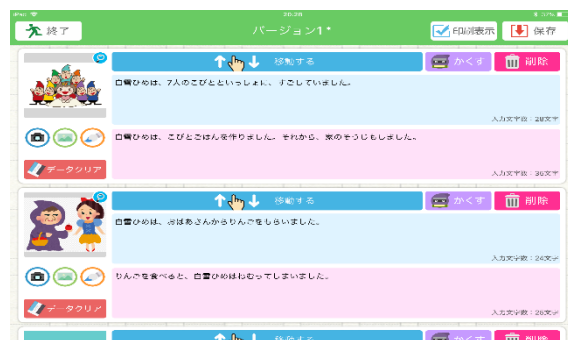 iPad
20:28
52%
終了
バージョン1*
印刷表示
保存
移動する
かくす
削除
白雪ひめは、7人のこびとといっしょに、すごしていました。
入力文字数：28文字
白雪ひめは、こびとごはんを作りました。それから、家のそうじもしました。
入力文字数：35文字
データクリア
移動する
かくす
削除
白雪ひめは、おばあさんからりんごをもらいました。
入力文字数：24文字
りんごを食べると、白雪ひめはねむってしまいました。
入力文字数：25文字
データクリア
移動する
かくす
削除